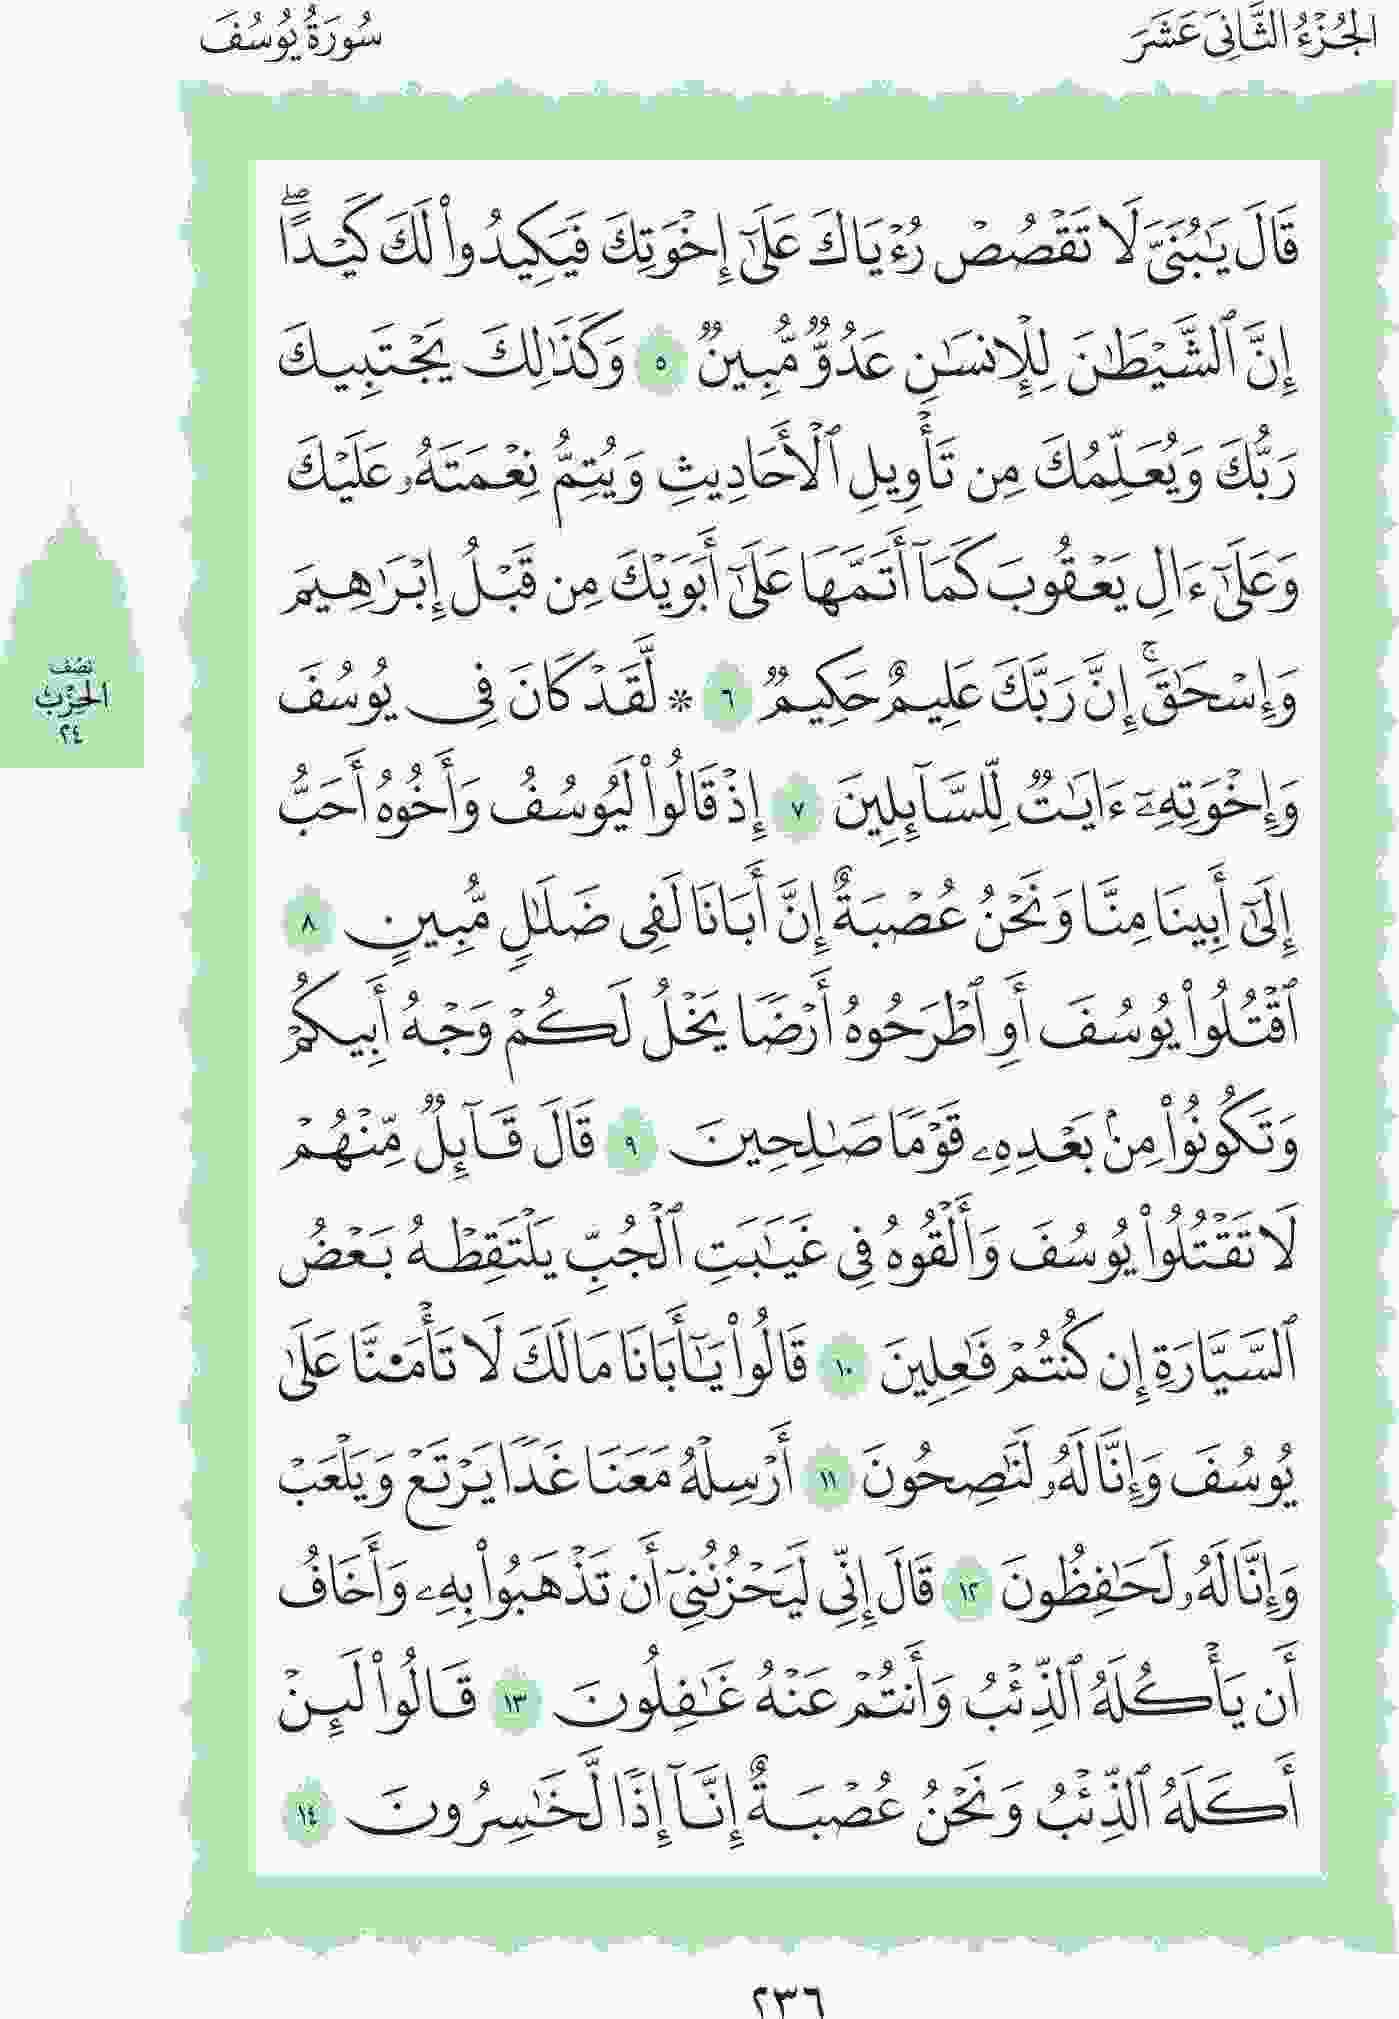 الجُزْءُ الثَّانِيَ عَشَرَ
سُورَةُ يُوسُفَ
قَالَ يَٰبُنَىَّ لَا تَقۡصُصۡ رُءۡيَاكَ عَلَىٰٓ إِخۡوَتِكَ فَيَكِيدُواْ لَكَ كَيۡدًاۖ
إِنَّ ٱلشَّيۡطَٰنَ لِلۡإِنسَٰنِ عَدُوّٞ مُّبِينٞ ٥ وَكَذَٰلِكَ يَجۡتَبِيكَ
رَبُّكَ وَيُعَلِّمُكَ مِن تَأۡوِيلِ ٱلۡأَحَادِيثِ وَيُتِمُّ نِعۡمَتَهُۥ عَلَيۡكَ
وَعَلَىٰٓ ءَالِ يَعۡقُوبَ كَمَآ أَتَمَّهَا عَلَىٰٓ أَبَوَيۡكَ مِن قَبۡلُ إِبۡرَٰهِيمَ
وَإِسۡحَٰقَۚ إِنَّ رَبَّكَ عَلِيمٌ حَكِيمٞ ٦ * لَّقَدۡ كَانَ فِي يُوسُفَ
وَإِخۡوَتِهِۦٓ ءَايَٰتٞ لِّلسَّآئِلِينَ ٧ إِذۡ قَالُواْ لَيُوسُفُ وَأَخُوهُ أَحَبُّ
إِلَىٰٓ أَبِينَا مِنَّا وَنَحۡنُ عُصۡبَةٌ إِنَّ أَبَانَا لَفِي ضَلَٰلٖ مُّبِينٍ ٨
ٱقۡتُلُواْ يُوسُفَ أَوِ ٱطۡرَحُوهُ أَرۡضٗا يَخۡلُ لَكُمۡ وَجۡهُ أَبِيكُمۡ
وَتَكُونُواْ مِنۢ بَعۡدِهِۦ قَوۡمٗا صَٰلِحِينَ ٩ قَالَ قَآئِلٞ مِّنۡهُمۡ
لَا تَقۡتُلُواْ يُوسُفَ وَأَلۡقُوهُ فِي غَيَٰبَتِ ٱلۡجُبِّ يَلۡتَقِطۡهُ بَعۡضُ
ٱلسَّيَّارَةِ إِن كُنتُمۡ فَٰعِلِينَ ١٠ قَالُواْ يَٰٓأَبَانَا مَالَكَ لَا تَأۡمَ۬نَّا عَلَىٰ
يُوسُفَ وَإِنَّا لَهُۥ لَنَٰصِحُونَ ١١ أَرۡسِلۡهُ مَعَنَا غَدٗا يَرۡتَعۡ وَيَلۡعَبۡ
وَإِنَّا لَهُۥ لَحَٰفِظُونَ ١٢ قَالَ إِنِّي لَيَحۡزُنُنِيٓ أَن تَذۡهَبُواْ بِهِۦ وَأَخَافُ
أَن يَأۡكُلَهُ ٱلذِّئۡبُ وَأَنتُمۡ عَنۡهُ غَٰفِلُونَ ١٣ قَالُواْ لَئِنۡ
أَكَلَهُ ٱلذِّئۡبُ وَنَحۡنُ عُصۡبَةٌ إِنَّآ إِذٗا لَّخَٰسِرُونَ ١٤
نِصْفُ
الحِزْبِ
٢٤
٢٣٦